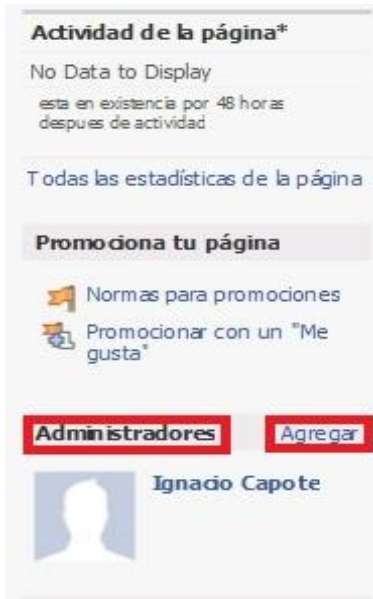 Actividad de la página*
No Data to Display
esta en existencia por 48 horas
despues de actividad
Todas las estadísticas de la página
Promociona tu página
Normas para promociones
Promocionar con un "Me
gusta"
Administradores Agregar
Ignacio Capote